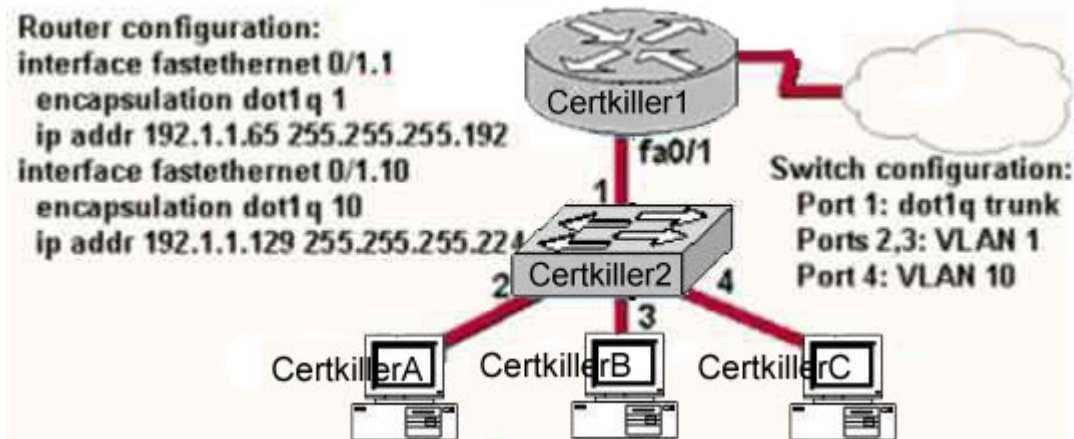 Router configuration:
interface fastethernet 0/1.1
encapsulation dot1q 1
ip addr 192.1.1.65 255.255.255.192
interface fastethernet 0/1.10
encapsulation dot1q 10
ip addr 192.1.1.129 255.255.255.224
Certkiller1
fa0/1
Switch configuration:
Port 1: dot1q trunk
Ports 2,3: VLAN 1
Port 4: VLAN 10
1
Certkiller2
2
3
4
CertkillerA
CertkillerB
CertkillerC